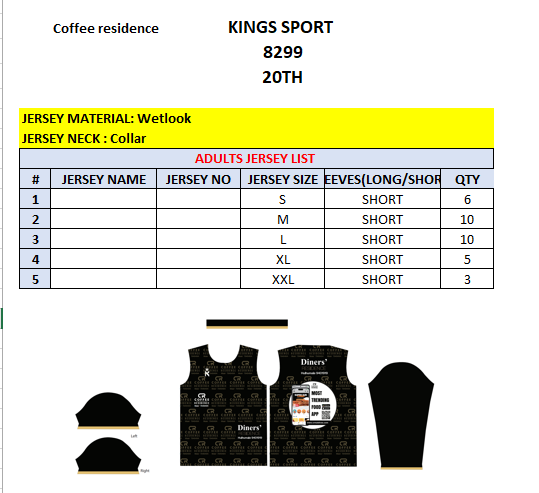 Coffee residence
KINGS SPORT
8299
20TH
JERSEY MATERIAL: Wetlook
JERSEY NECK : Collar
ADULTS JERSEY LIST
# JERSEY NAME JERSEY NO JERSEY SIZE EEVES(LONG/SHOR QTY
1 S SHORT 6
2 M SHORT 10
3 L SHORT 10
4 XL SHORT 5
5 XXL SHORT 3
Diners'
MOST
TRENDING
FOOD
APP
CR
COFFEE
Diners'
Left
Right